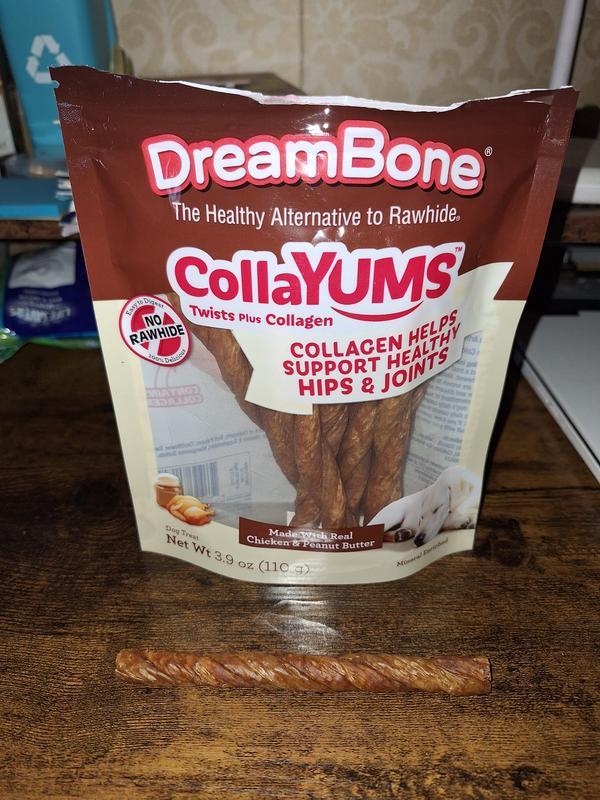 DreamBone®
The Healthy Alternative to Rawhide®
CollaYUMS™
Twists Plus Collagen
Easy to Digest
NO
RAWHIDE
100% Delicious
COLLAGEN HELPS
SUPPORT HEALTHY
HIPS & JOINTS
CONTAINS
COLLAGEN
Made With Real
Chicken & Peanut Butter
Dog Treat
Net Wt 3.9 oz (110 g)
Mineral Enriched